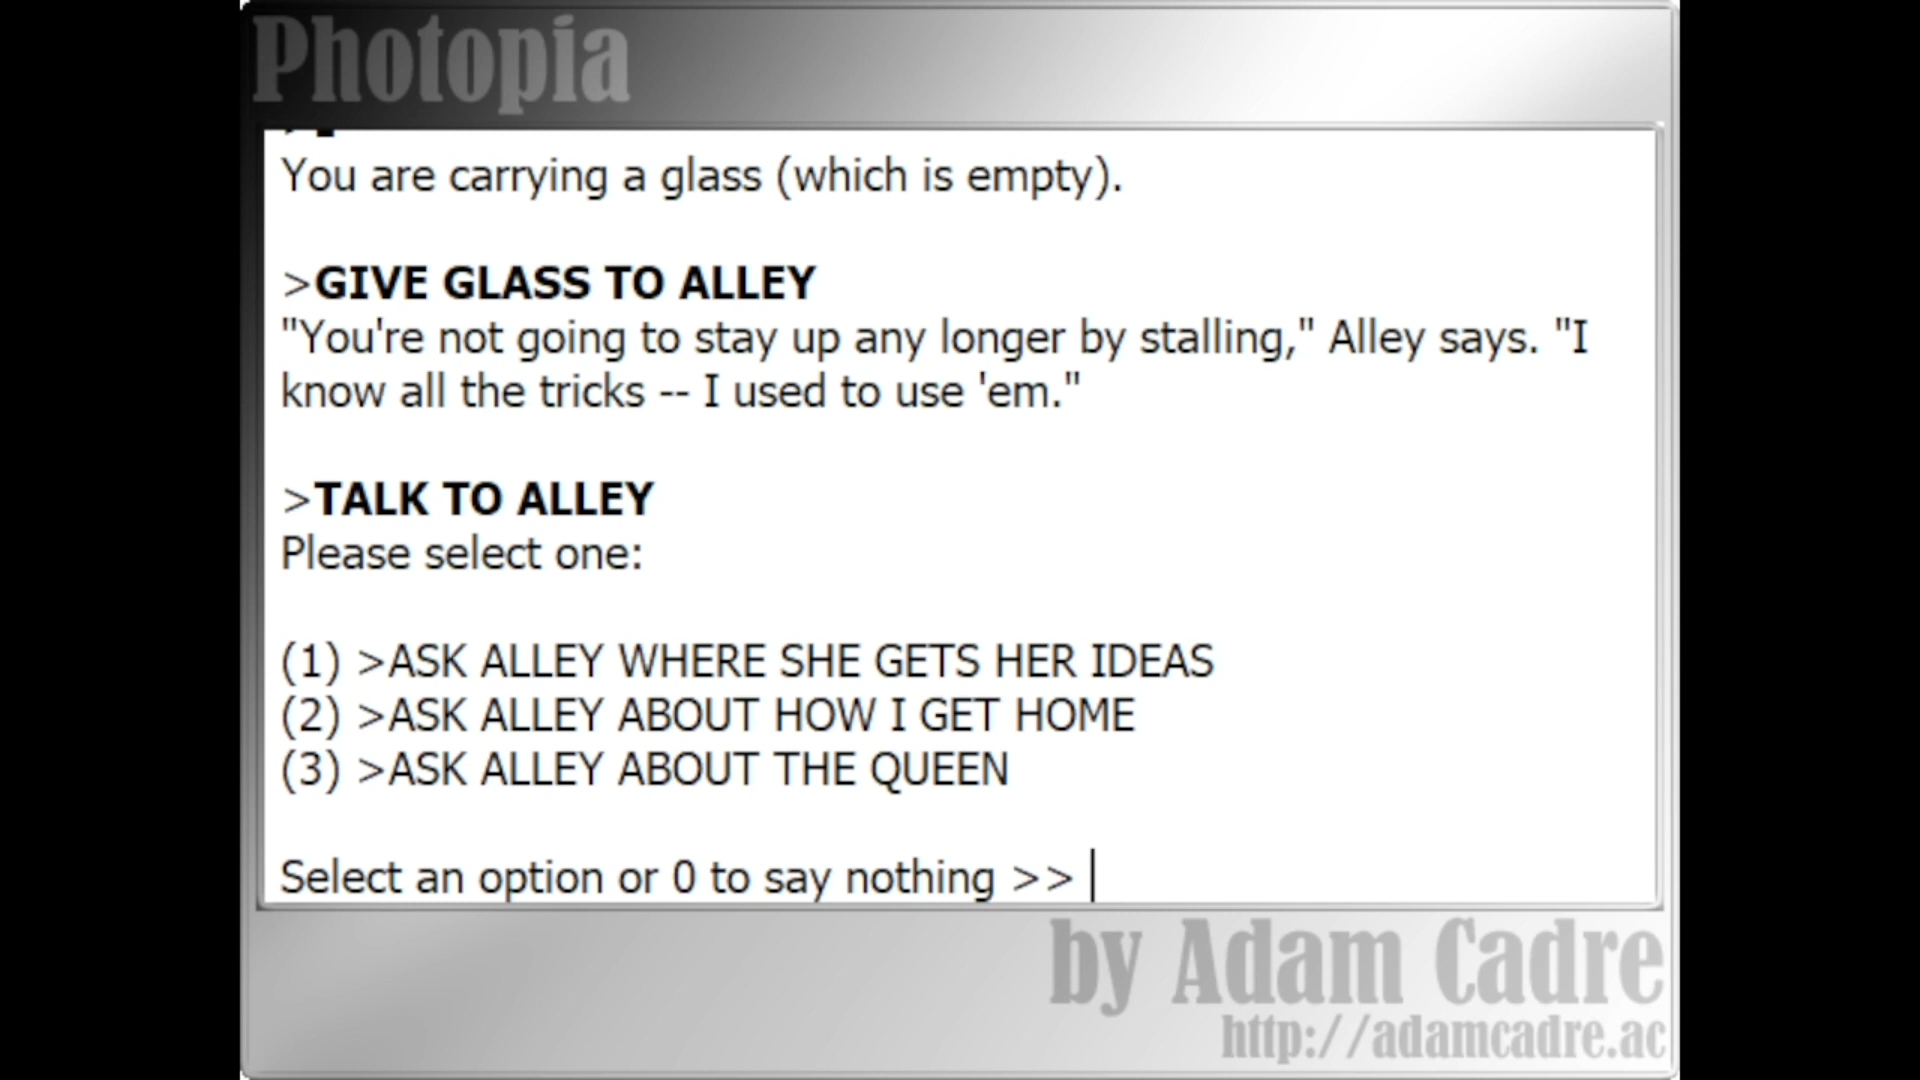 Photopia
You are carrying a glass (which is empty).
>GIVE GLASS TO ALLEY
"You're not going to stay up any longer by stalling," Alley says. "I
know all the tricks -- I used to use 'em."
>TALK TO ALLEY
Please select one:
(1) >ASK ALLEY WHERE SHE GETS HER IDEAS
(2) >ASK ALLEY ABOUT HOW I GET HOME
(3) >ASK ALLEY ABOUT THE QUEEN
Select an option or 0 to say nothing >>
by Adam Cadre
http://adamcadre.ac